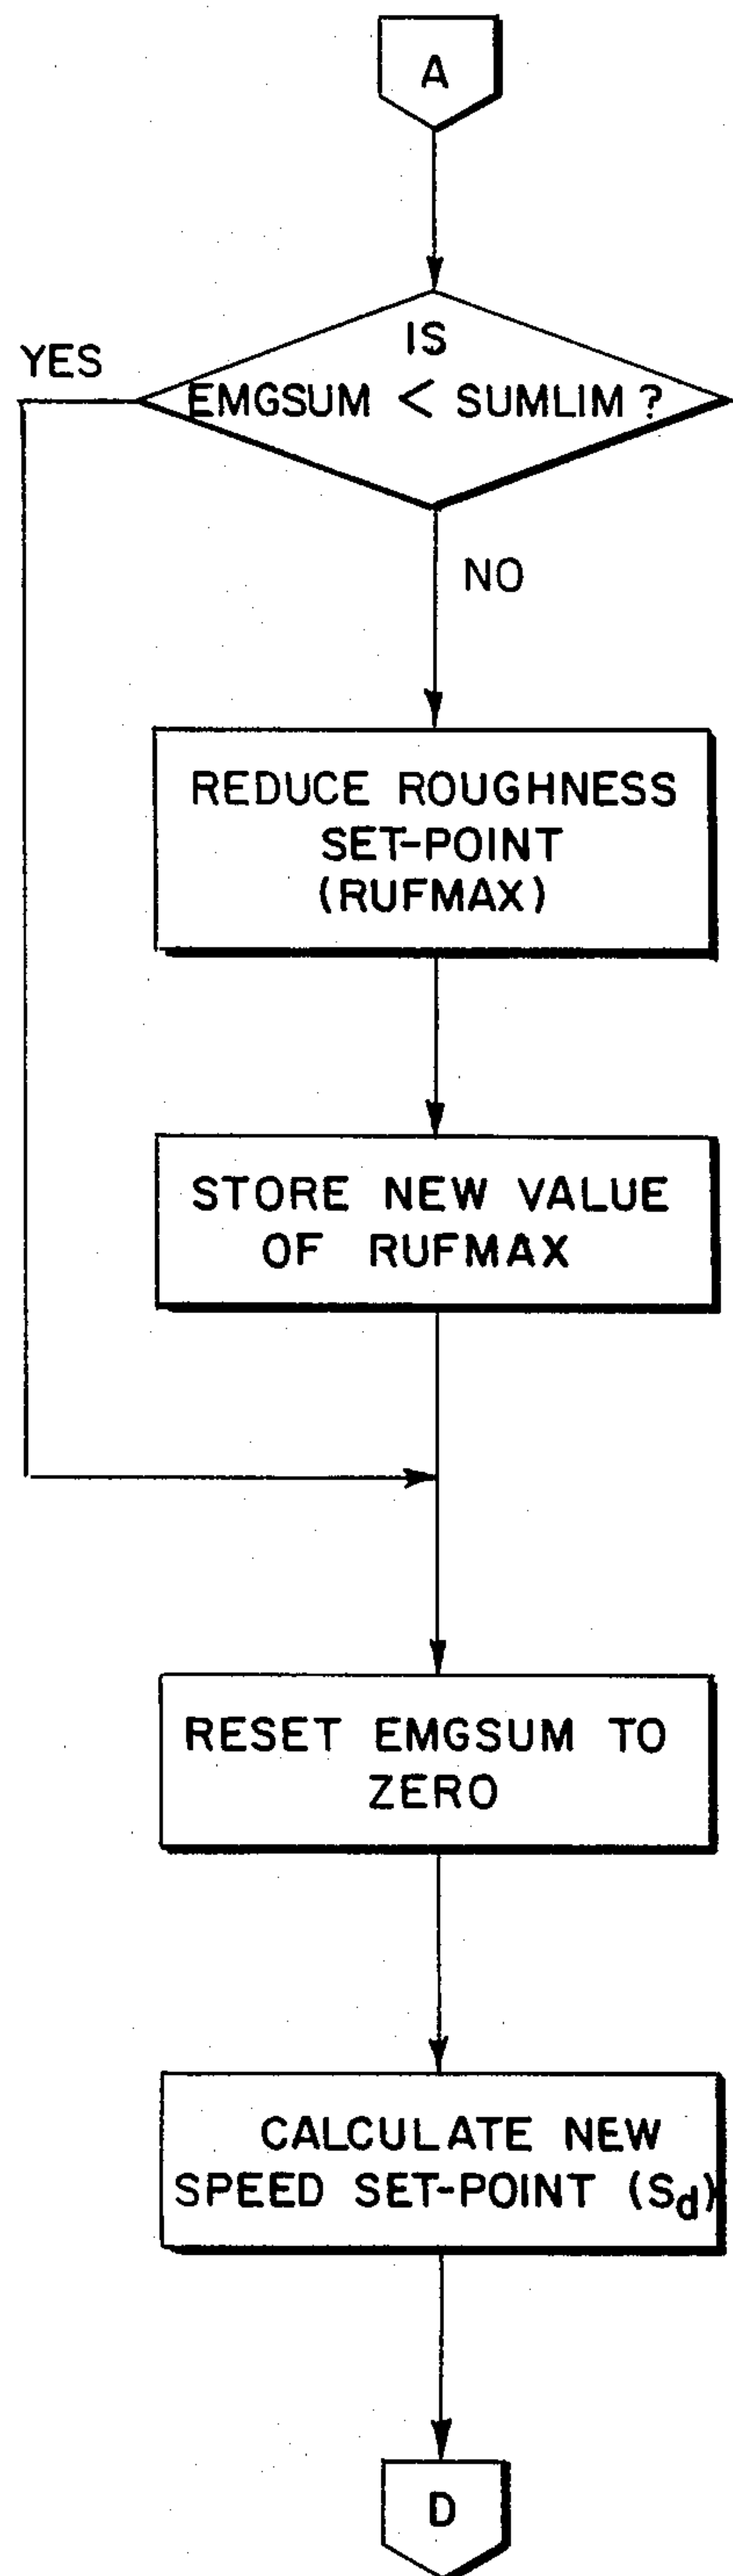 A
IS
EMGSUM < SUMLIM ?
YES
NO
REDUCE ROUGHNESS
SET-POINT
(RUFMAX)
STORE NEW VALUE
OF RUFMAX
RESET EMGSUM TO
ZERO
CALCULATE NEW
SPEED SET-POINT (Sd)
D